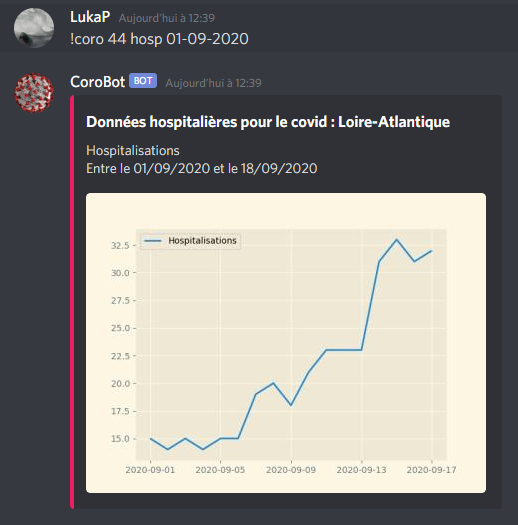 LukaP Aujourd'hui à 12:39
!coro 44 hosp 01-09-2020
CoroBot BOT Aujourd'hui à 12:39
Données hospitalières pour le covid : Loire-Atlantique
Hospitalisations
Entre le 01/09/2020 et le 18/09/2020
Hospitalisations
32.5
30.0
27.5
25.0
22.5
20.0
17.5
15.0
2020-09-01 2020-09-05 2020-09-09 2020-09-13 2020-09-17